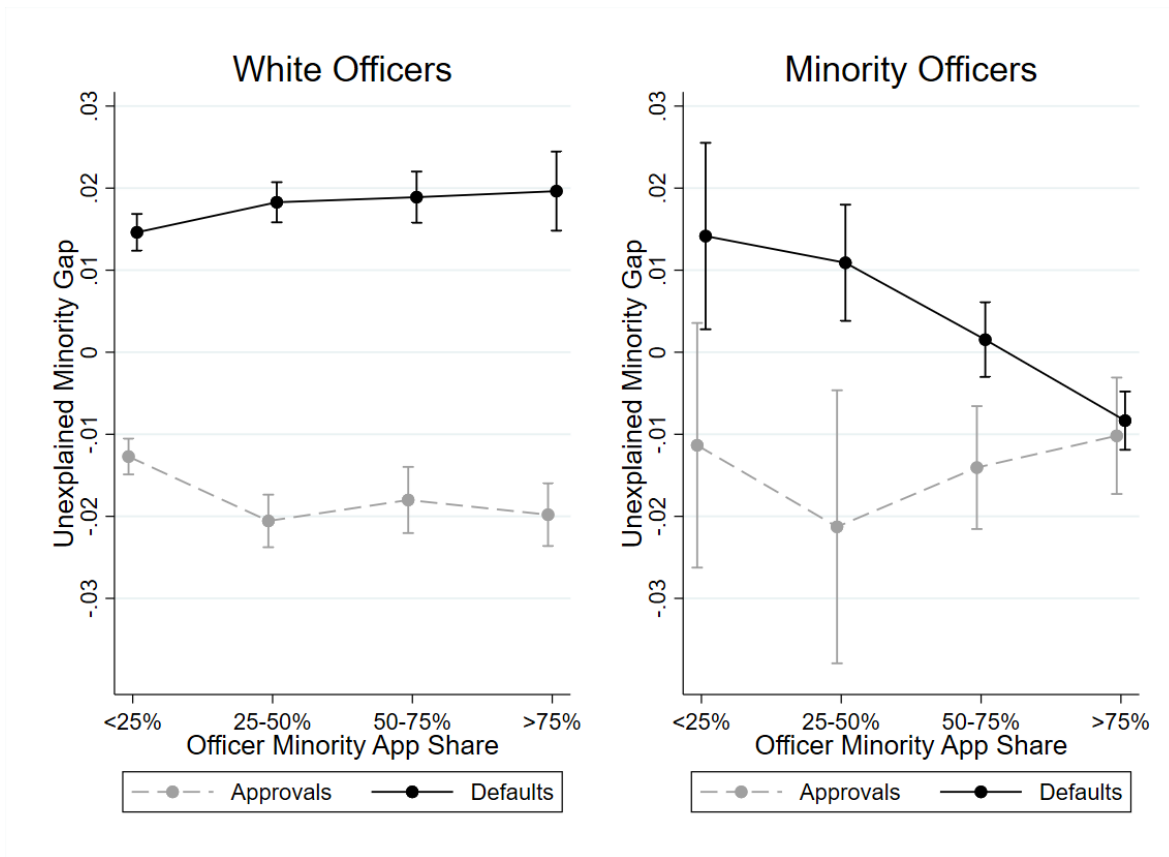 White Officers
Unexplained Minority Gap
.03
.02
.01
0
-.01
-.02
-.03
<25%
25-50%
50-75%
>75%
Officer Minority App Share
Approvals
Defaults
Minority Officers
Unexplained Minority Gap
.03
.02
.01
0
-.01
-.02
-.03
<25%
25-50%
50-75%
>75%
Officer Minority App Share
Approvals
Defaults